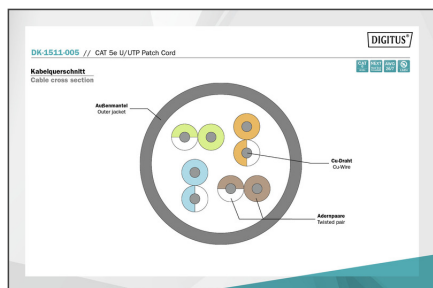 DIGITUS®
DK-1511-005 // CAT 5e U/UTP Patch Cord
Kabelquerschnitt
Cable cross section
Außenmantel
Outer jacket
Cu-Draht
Cu-Wire
Adernpaare
Twisted pair